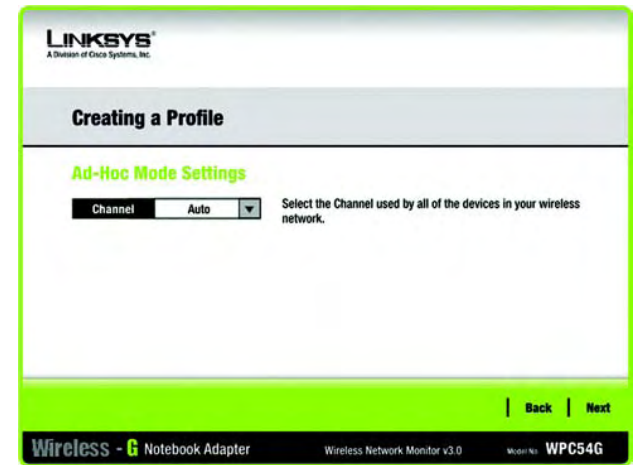 LINKSYS®
A Division of Cisco Systems, Inc.
Creating a Profile
Ad-Hoc Mode Settings
Channel Auto
Select the Channel used by all of the devices in your wireless
network.
Back Next
Wireless - G Notebook Adapter Wireless Network Monitor v3.0 Model No. WPC54G